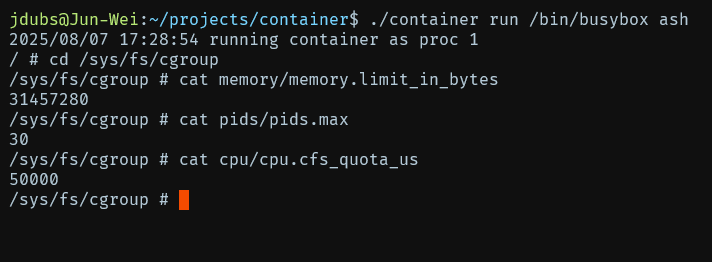 jdubs@Jun-Wei:~/projects/container$ ./container run /bin/busybox ash
2025/08/07 17:28:54 running container as proc 1
/ # cd /sys/fs/cgroup
/sys/fs/cgroup # cat memory/memory.limit_in_bytes
31457280
/sys/fs/cgroup # cat pids/pids.max
30
/sys/fs/cgroup # cat cpu/cpu.cfs_quota_us
50000
/sys/fs/cgroup #